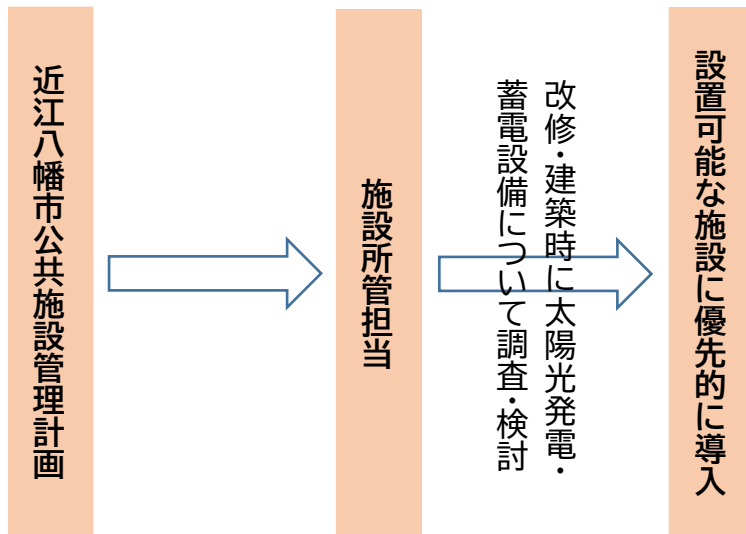 近江八幡市公共施設管理計画
施設所管担当
改修・建築時に太陽光発電・
蓄電設備について調査・検討
設置可能な施設に優先的に導入